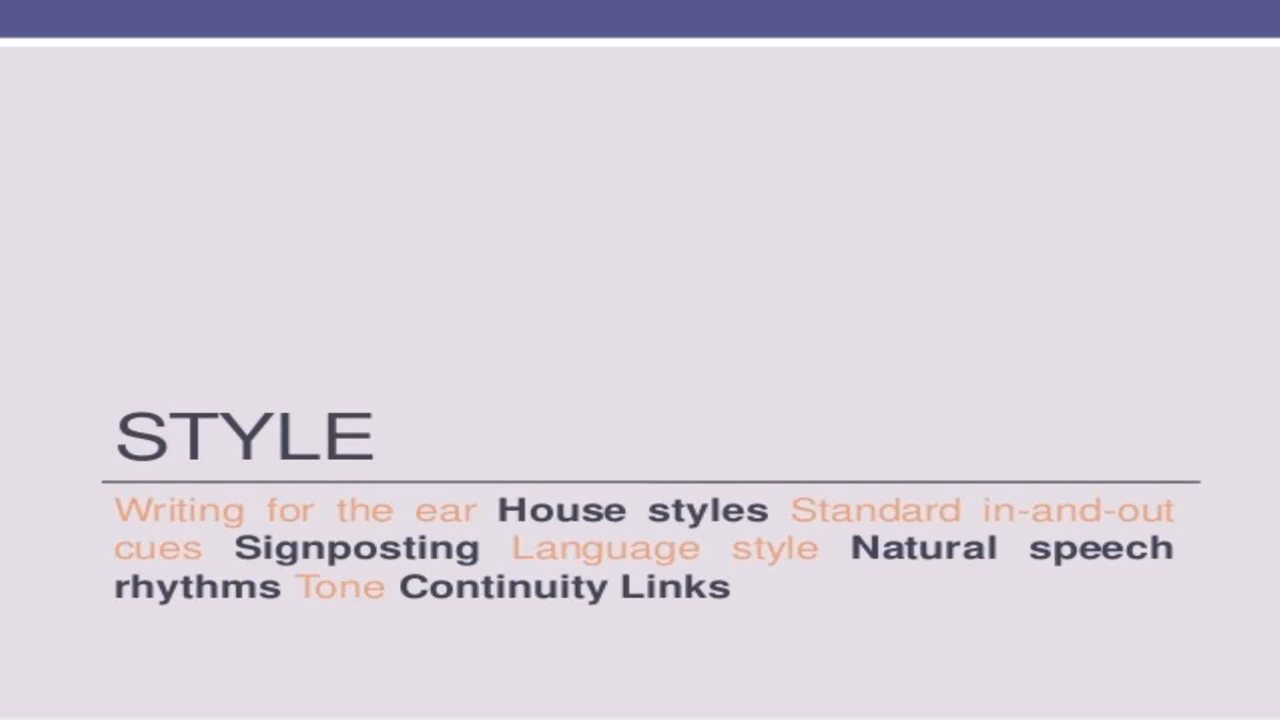 STYLE
Writing for the ear House styles Standard in-and-out
cues Signposting Language style Natural speech
rhythms Tone Continuity Links